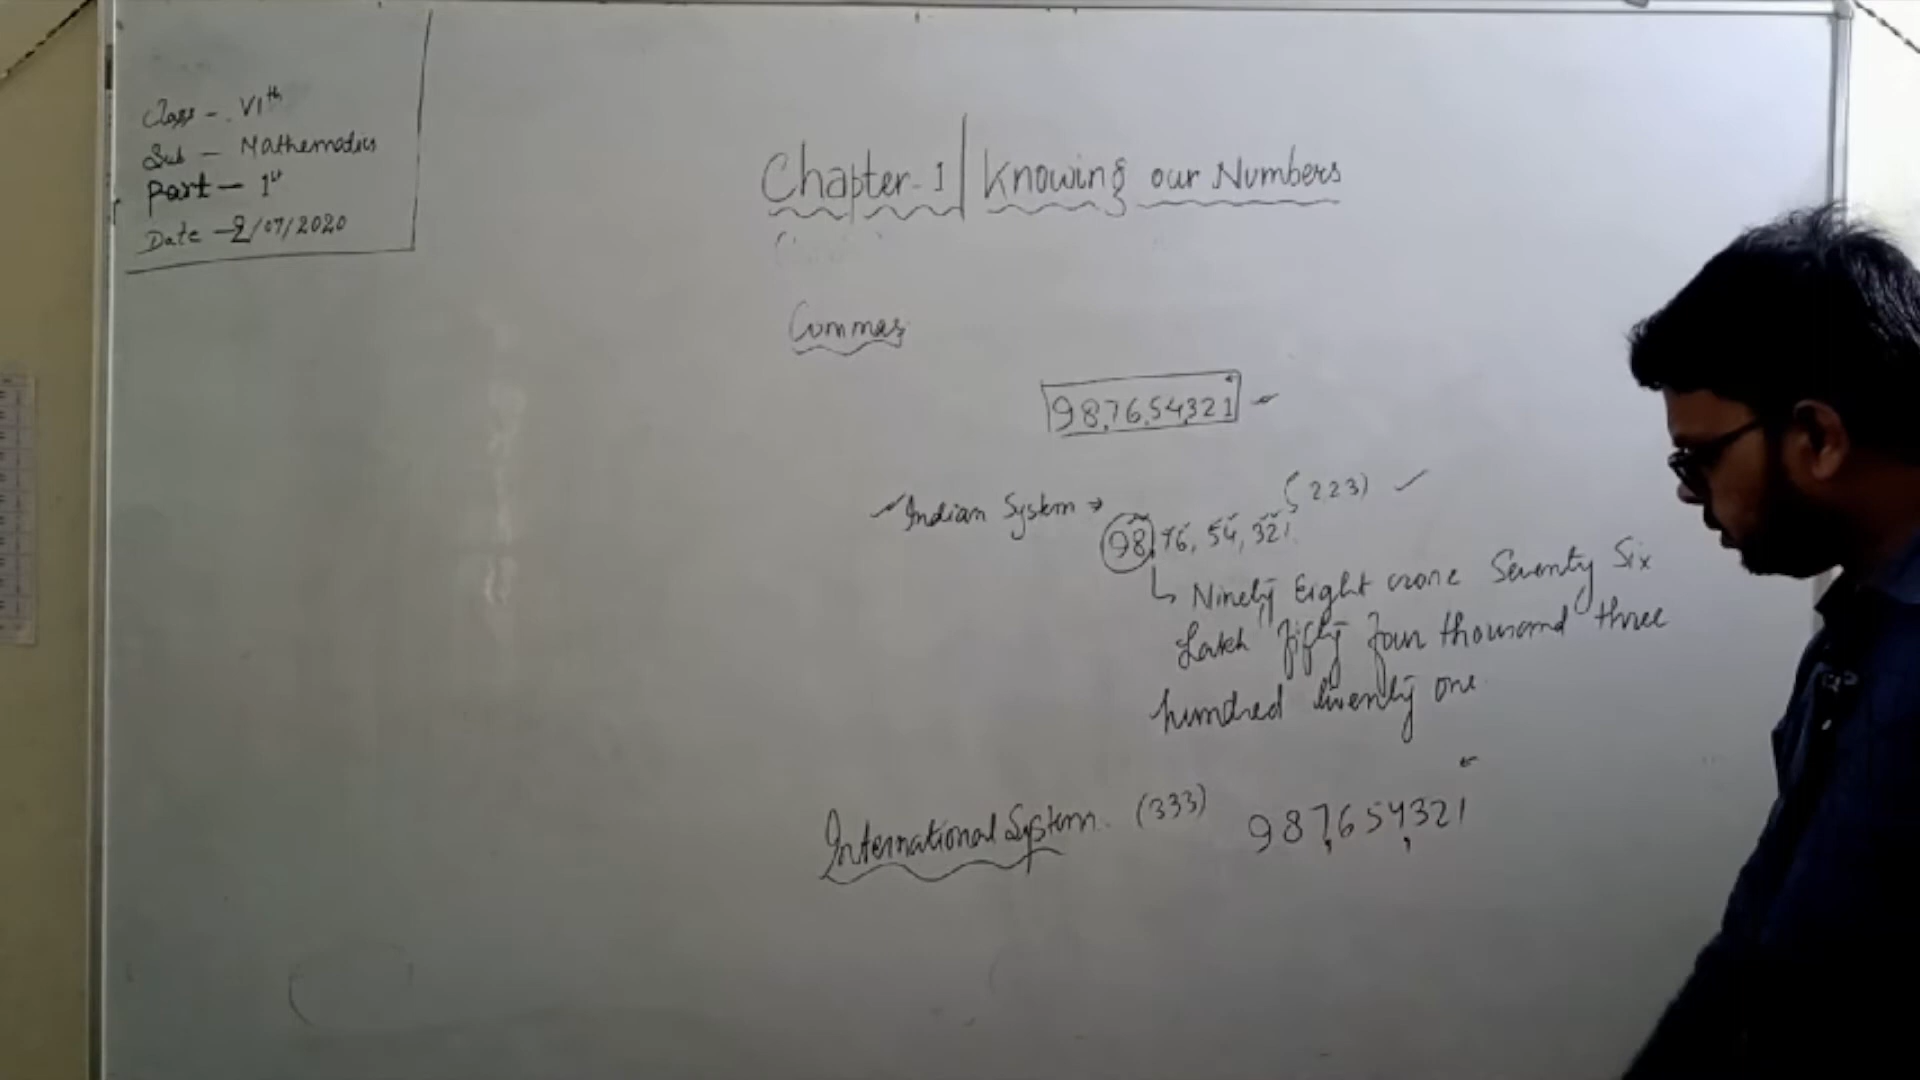 Class - VIth
Sub - Mathematics
Part - 1st
Date - 2/07/2020
Chapter-1 | Knowing our Numbers
Commas
98,76,54,321
Indian System → 98,76,54,321 (223)
Ninety Eight crore Seventy Six
Lakh fifty four thousand three
hundred twenty one
International System. (333) 987,654,321